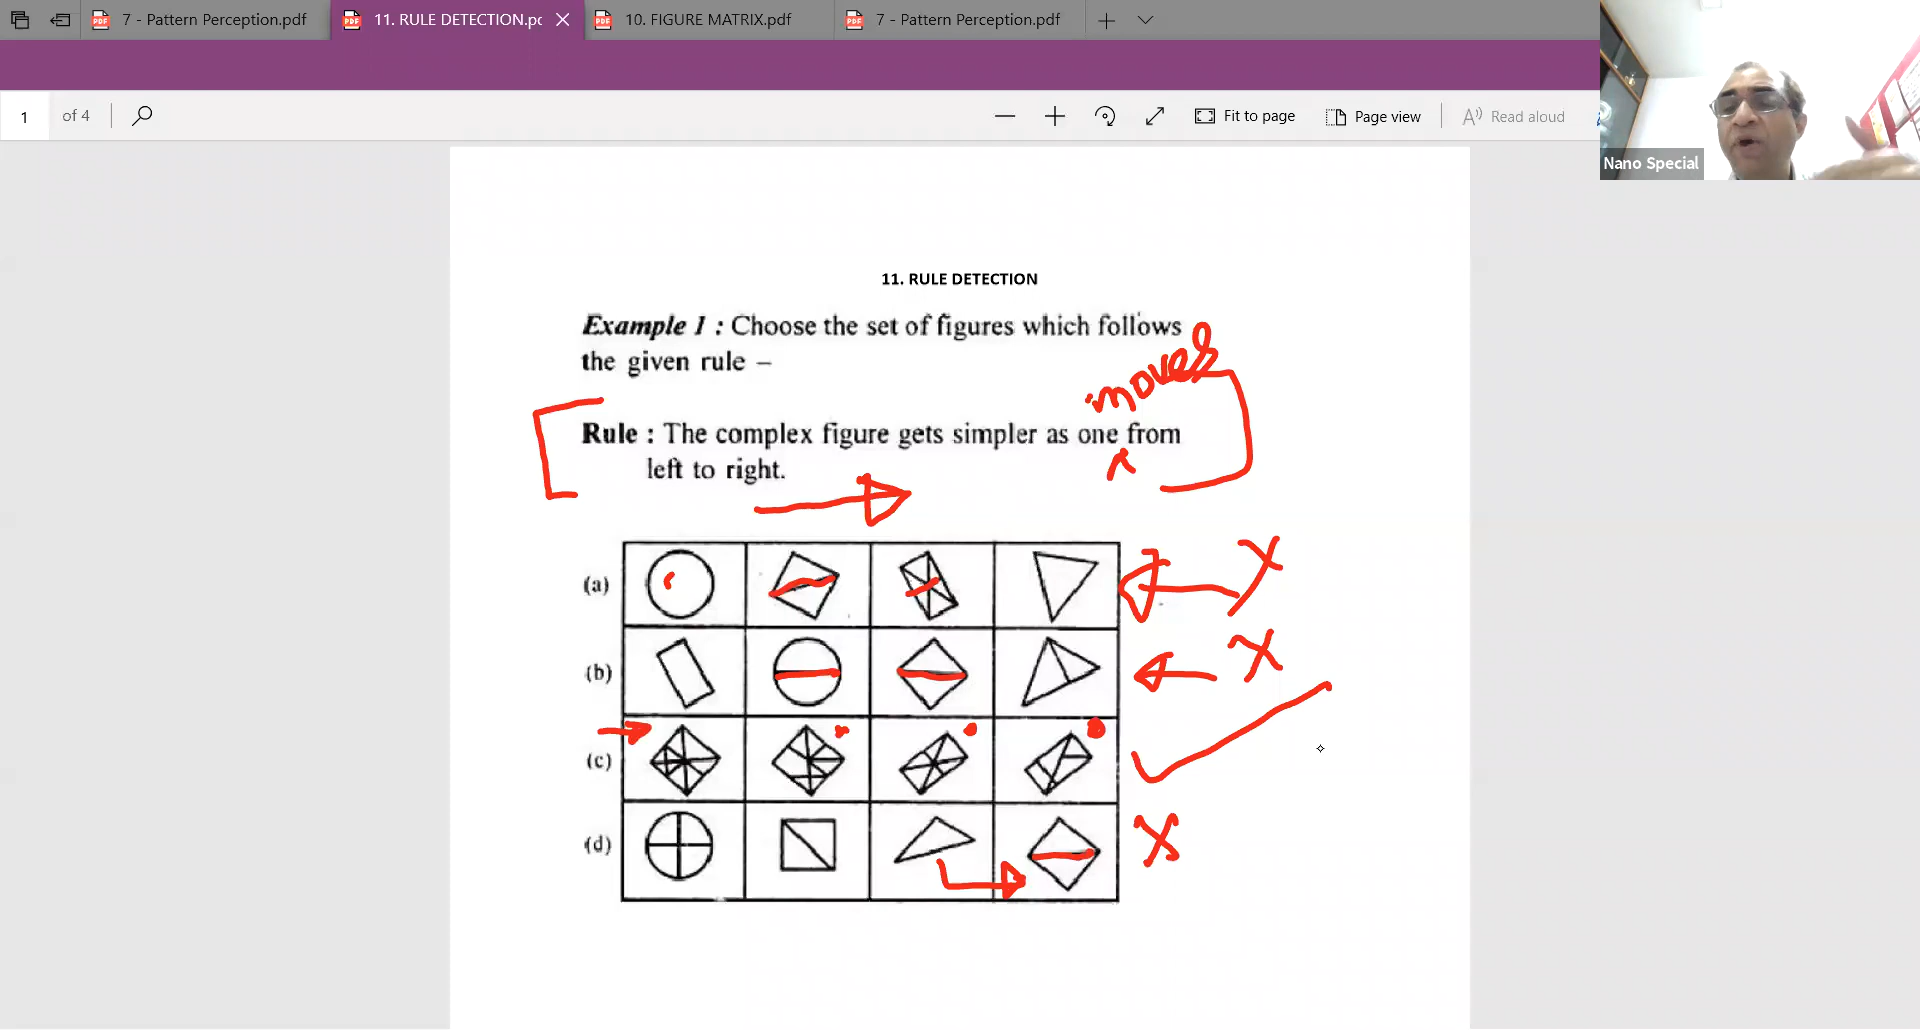 7 - Pattern Perception.pdf
11. RULE DETECTION.pd
10. FIGURE MATRIX.pdf
7 - Pattern Perception.pdf
1 of 4
Fit to page
Page view
Read aloud
Nano Special
11. RULE DETECTION
Example 1 : Choose the set of figures which follows
the given rule –
moves
Rule : The complex figure gets simpler as one from
left to right.
(a)
X
(b)
X
(c)
(d)
X